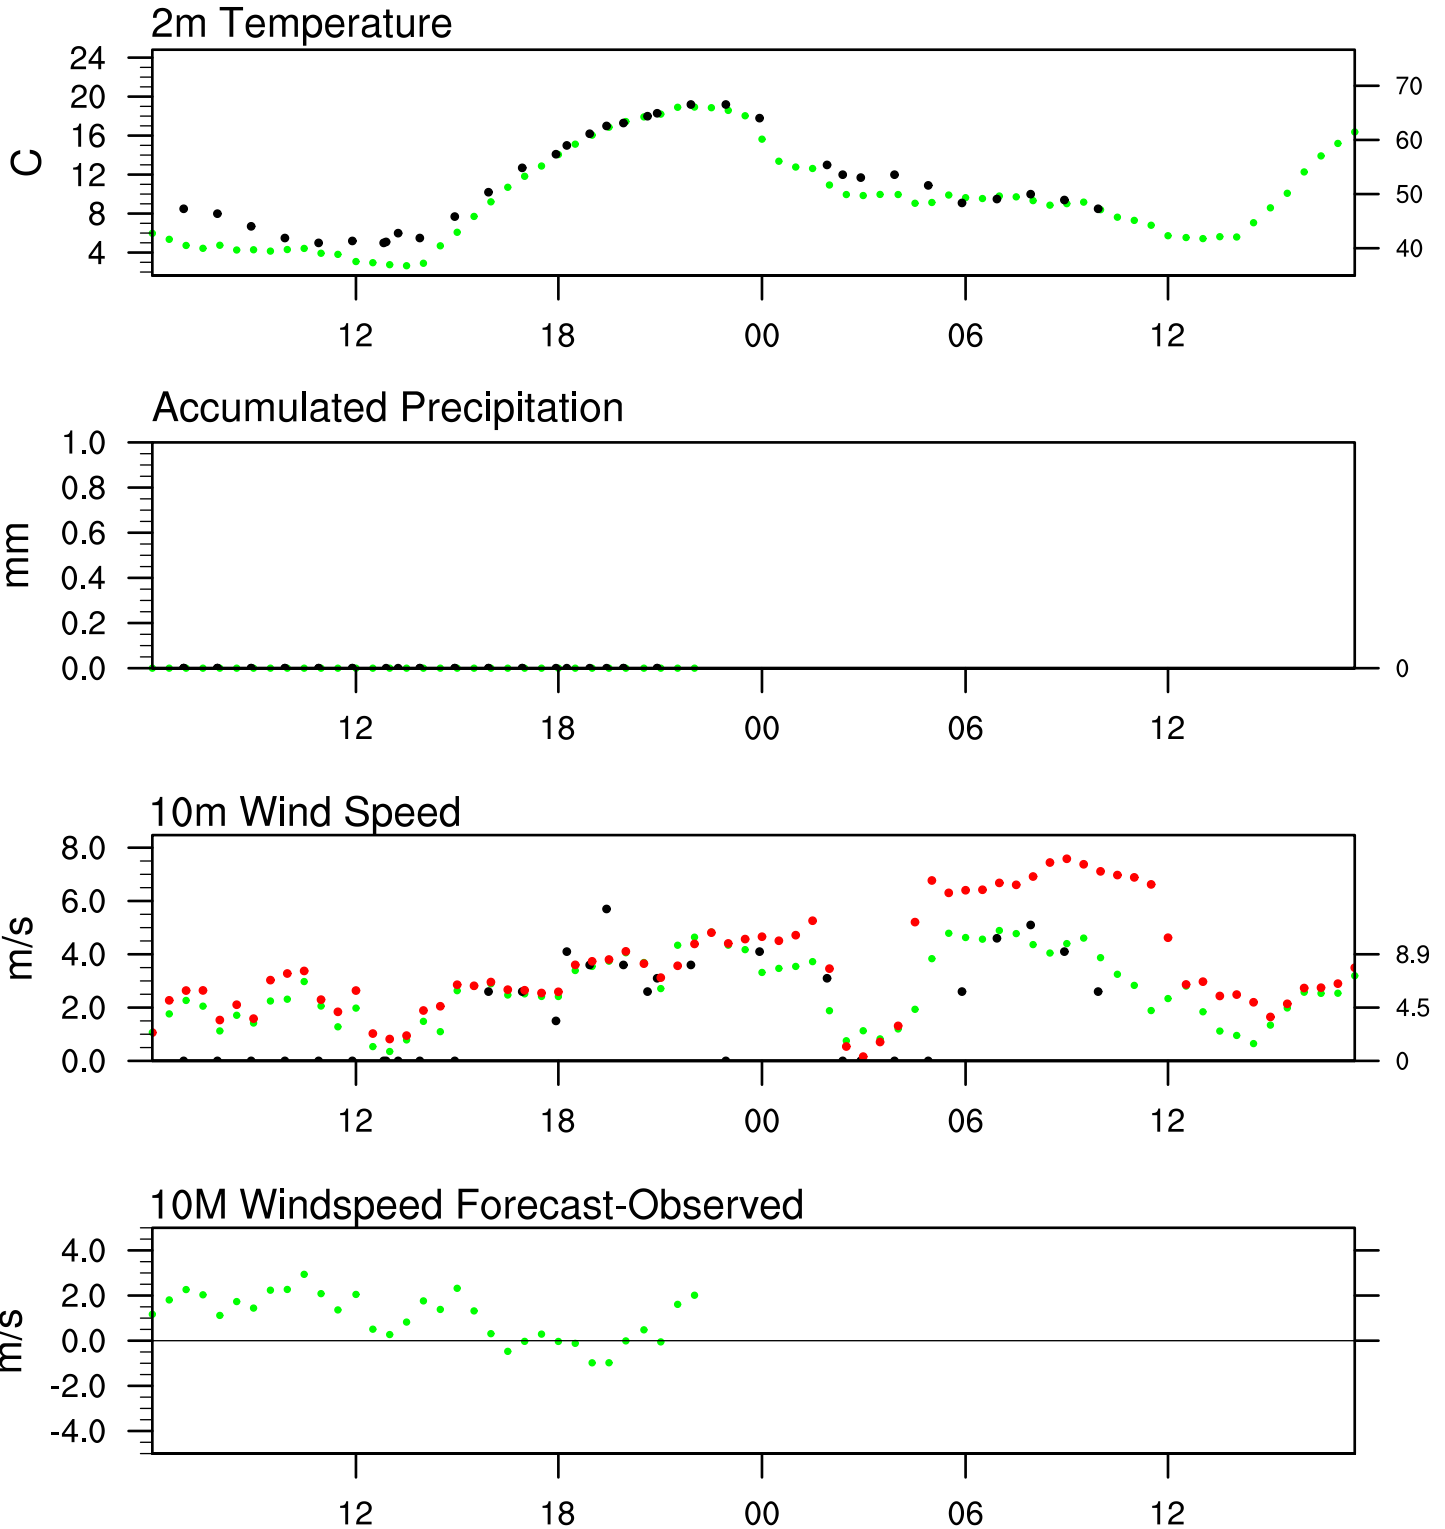 2m Temperature
24
20
16
12
8
4
C
70
60
50
40
12 18 00 06 12
Accumulated Precipitation
1.0
0.8
0.6
0.4
0.2
0.0
mm
0
12 18 00 06 12
10m Wind Speed
8.0
6.0
4.0
2.0
0.0
m/s
8.9
4.5
0
12 18 00 06 12
10M Windspeed Forecast-Observed
4.0
2.0
0.0
-2.0
-4.0
m/s
12 18 00 06 12